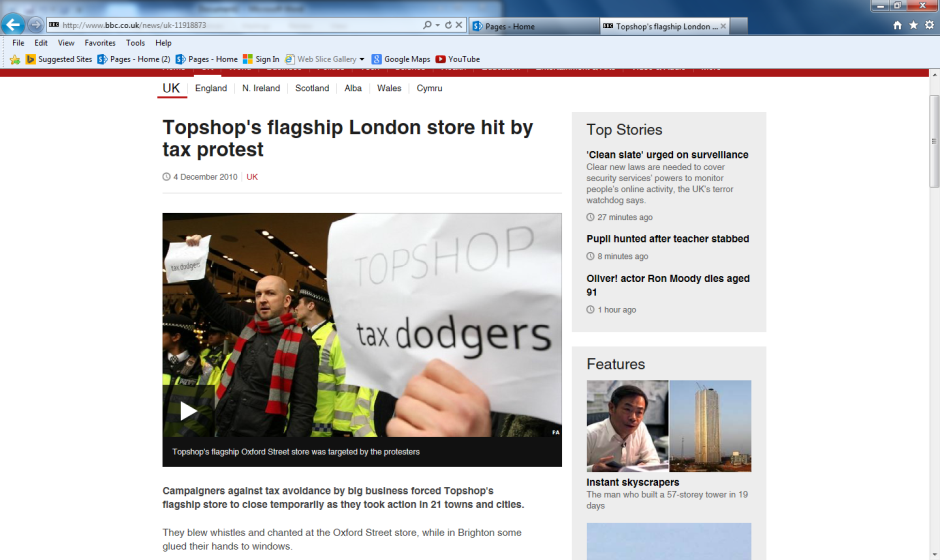 http://www.bbc.co.uk/news/uk-11918873
Pages - Home
Topshop's flagship London ...
File Edit View Favorites Tools Help
Suggested Sites Pages - Home (2) Pages - Home Sign In Web Slice Gallery Google Maps YouTube
UK England N. Ireland Scotland Alba Wales Cymru
Topshop's flagship London store hit by
tax protest
4 December 2010 UK
tax dodgers
TOPSHOP
tax dodgers
PA
Topshop's flagship Oxford Street store was targeted by the protesters
Campaigners against tax avoidance by big business forced Topshop's
flagship store to close temporarily as they took action in 21 towns and cities.
They blew whistles and chanted at the Oxford Street store, while in Brighton some
glued their hands to windows.
Top Stories
'Clean slate' urged on surveillance
Clear new laws are needed to cover
security services' powers to monitor
people's online activity, the UK's terror
watchdog says.
27 minutes ago
Pupil hunted after teacher stabbed
8 minutes ago
Oliver! actor Ron Moody dies aged
91
1 hour ago
Features
Instant skyscrapers
The man who built a 57-storey tower in 19
days